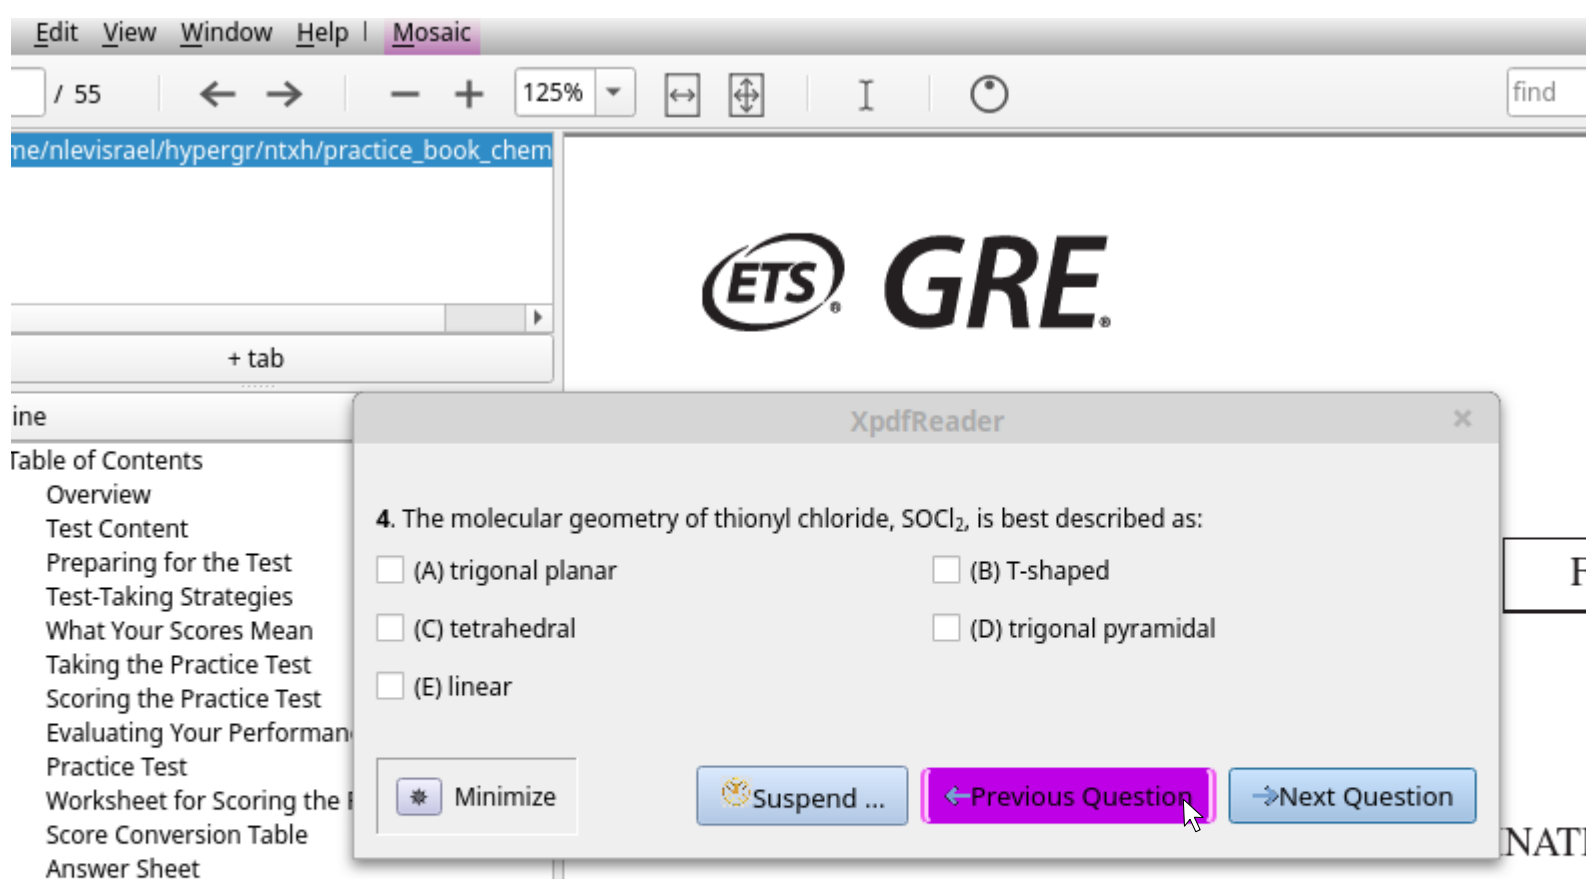 Edit View Window Help | Mosaic
/ 55 125% find
me/nlevisrael/hypergr/ntxh/practice_book_chem
ETS® GRE®
+ tab
ine
XpdfReader
Table of Contents
Overview
Test Content
Preparing for the Test
Test-Taking Strategies
What Your Scores Mean
Taking the Practice Test
Scoring the Practice Test
Evaluating Your Performan
Practice Test
Worksheet for Scoring the
Score Conversion Table
Answer Sheet
4. The molecular geometry of thionyl chloride, SOCl₂, is best described as:
(A) trigonal planar
(B) T-shaped
(C) tetrahedral
(D) trigonal pyramidal
(E) linear
Minimize
Suspend ...
Previous Question
Next Question
F
NAT